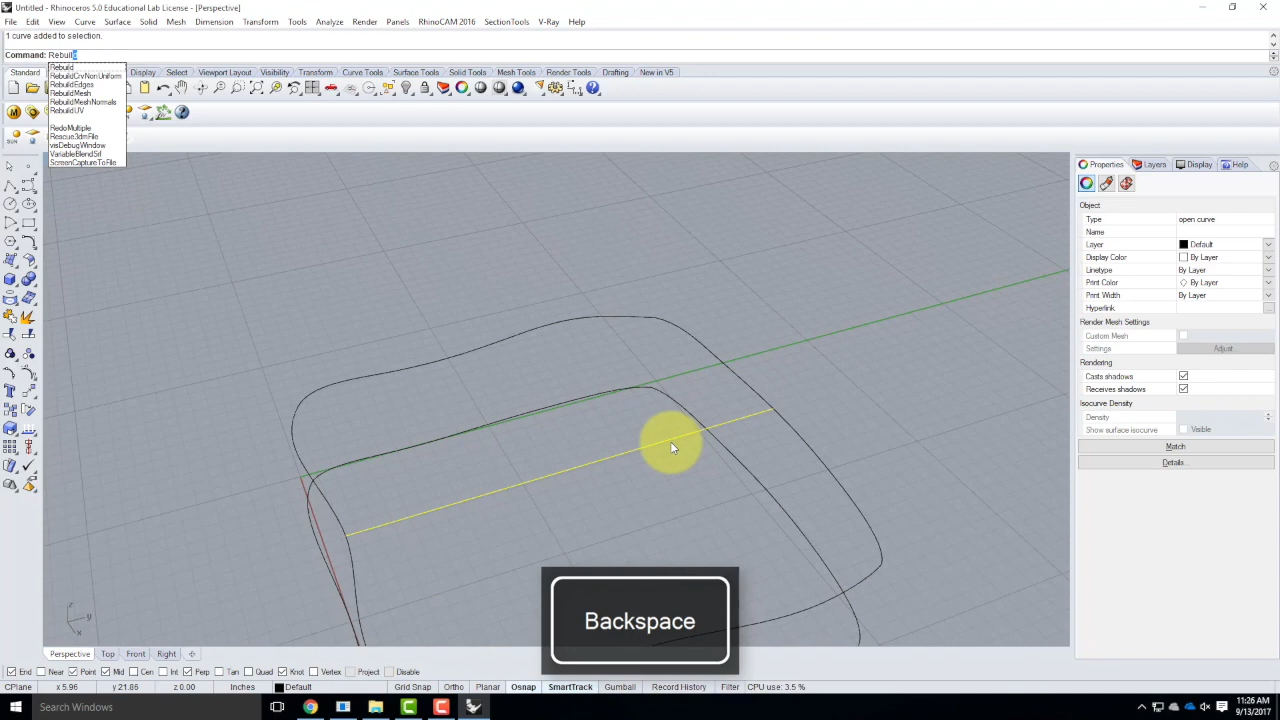 Untitled - Rhinoceros 5.0 Educational Lab License - [Perspective]
File Edit View Curve Surface Solid Mesh Dimension Transform Tools Analyze Render Panels RhinoCAM 2016 SectionTools V-Ray Help
1 curve added to selection.
Command: Rebuild
Standard Display Select Viewport Layout Visibility Transform Curve Tools Surface Tools Solid Tools Mesh Tools Render Tools Drafting New in V5
Rebuild
RebuildCrvNonUniform
RebuildEdges
RebuildMesh
RebuildMeshNormals
RebuildUV
RedoMultiple
Rescue3dmFile
visDebugWindow
VariableBlendSrf
ScreenCaptureToFile
Properties Layers Display Help
Object
Type open curve
Name
Layer Default
Display Color By Layer
Linetype By Layer
Print Color By Layer
Print Width By Layer
Hyperlink
...
Render Mesh Settings
Custom Mesh
Settings Adjust...
Rendering
Casts shadows
Receives shadows
Isocurve Density
Density
Show surface isocurve Visible
Match
Details...
Backspace
z
y
x
Perspective Top Front Right
End Near Point Mid Cen Int Perp Tan Quad Knot Vertex Project Disable
CPlane x 5.96 y 21.86 z 0.00 Inches Default Grid Snap Ortho Planar Osnap SmartTrack Gumball Record History Filter CPU use: 3.5 %
Search Windows
11:26 AM
9/13/2017